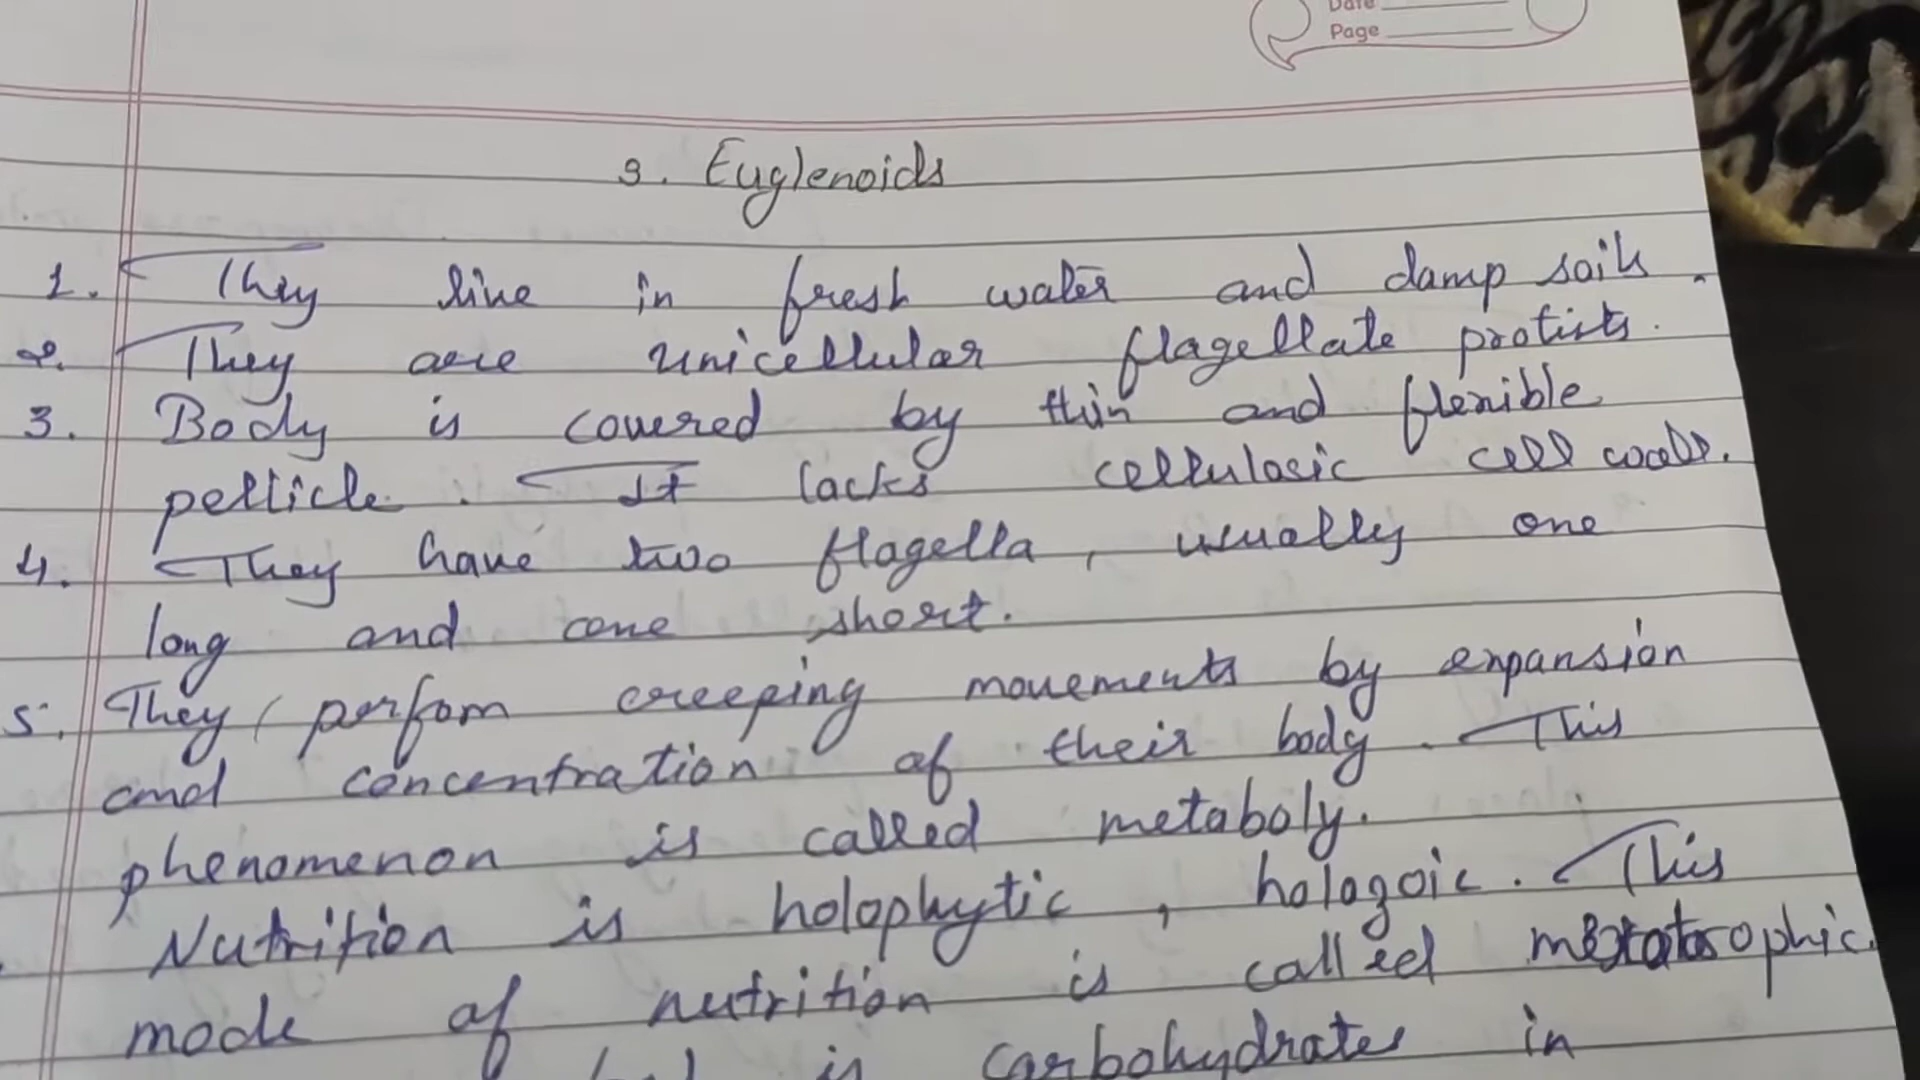 Date
Page
3. Euglenoids
1. They live in fresh water and damp soils.
2. They are unicellular flagellate protists.
3. Body is covered by thin and flexible
pellicle. It lacks cellulosic cell walls.
4. They have two flagella, usually one
long and one short.
5. They perfom creeping movements by expansion
and concentration of their body. This
phenomenon is called metaboly.
Nutrition is holophytic, holozoic. This
mode of nutrition is called
is carbohydrates in